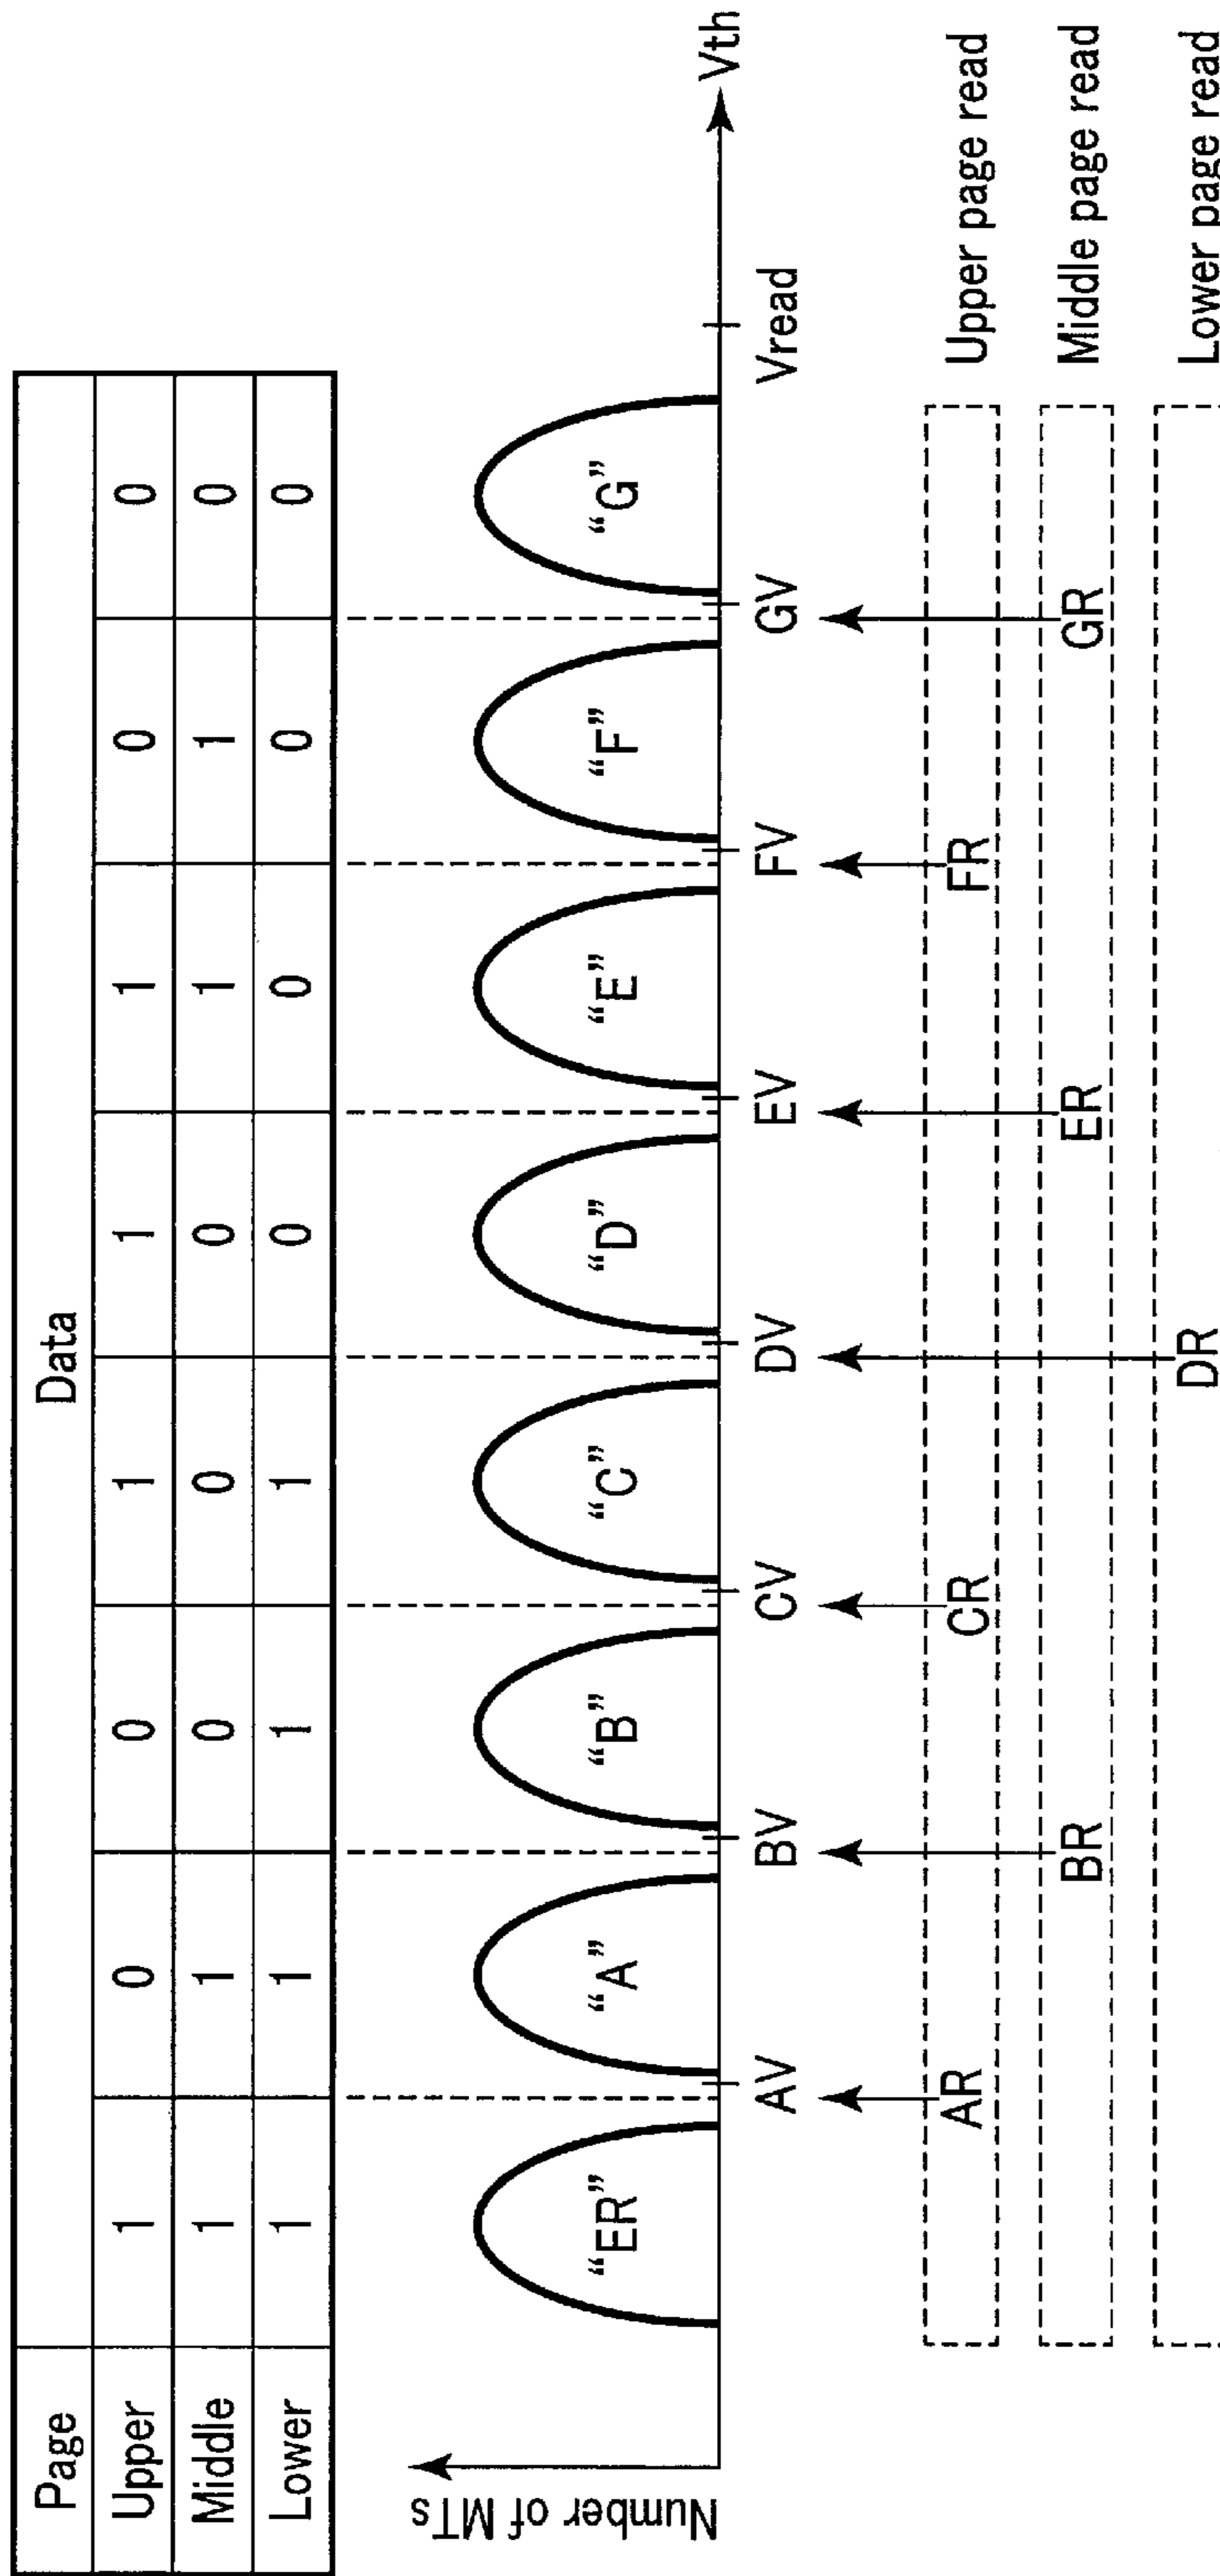 Page Data
Upper 1 0 0 1 1 1 0 0
Middle 1 1 0 0 0 1 1 0
Lower 1 1 1 1 0 0 0 0
Number of MTs
“ER” “A” “B” “C” “D” “E” “F” “G”
Vth
AV BV CV DV EV FV GV Vread
AR CR FR Upper page read
BR ER GR Middle page read
DR Lower page read